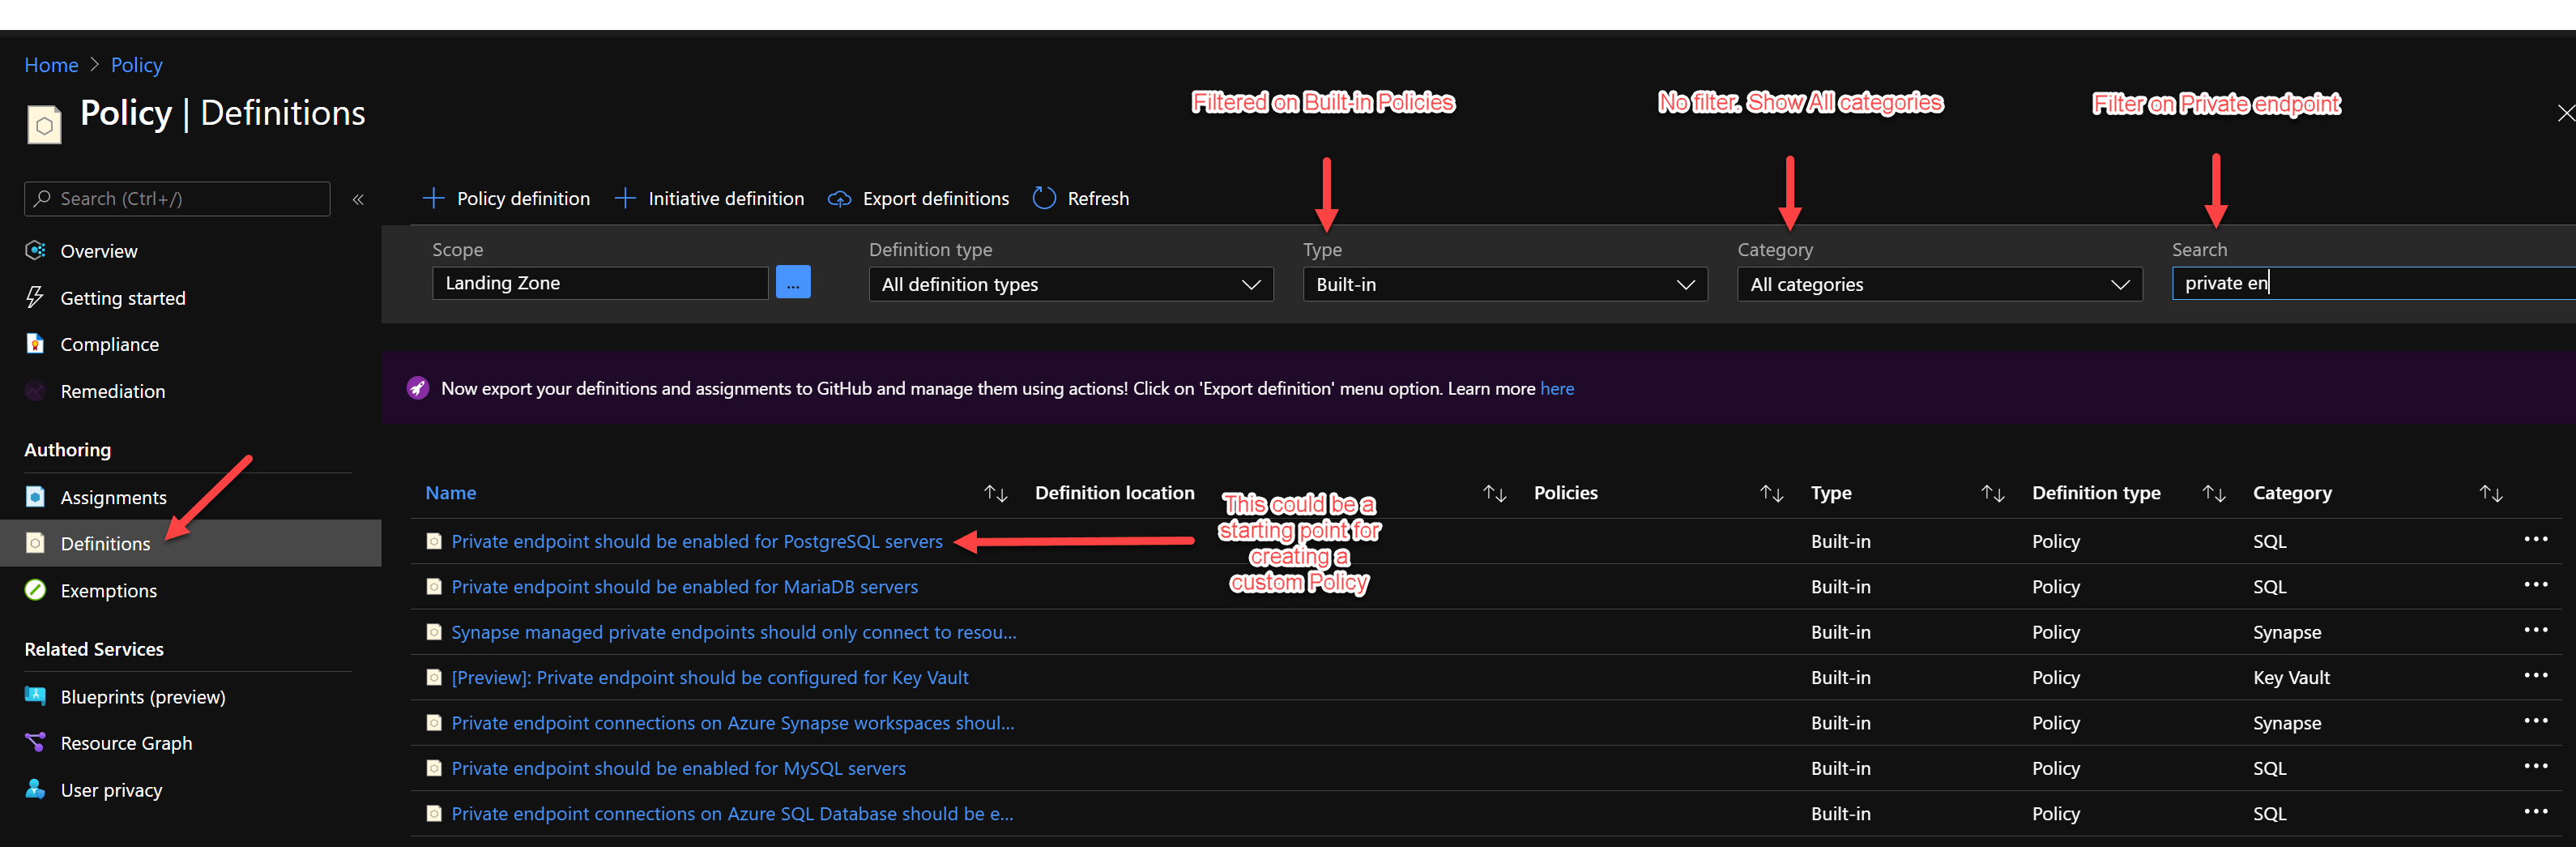 Home > Policy
Policy | Definitions
Filtered on Built-in Policies
No filter. Show All categories
Filter on Private endpoint
Search (Ctrl+/)
«
Policy definition
Initiative definition
Export definitions
Refresh
Overview
Getting started
Compliance
Remediation
Authoring
Assignments
Definitions
Exemptions
Related Services
Blueprints (preview)
Resource Graph
User privacy
Scope
Landing Zone
...
Definition type
All definition types
Type
Built-in
Category
All categories
Search
private en
Now export your definitions and assignments to GitHub and manage them using actions! Click on 'Export definition' menu option. Learn more here
Name Definition location Policies Type Definition type Category
This could be a
starting point for
creating a
custom Policy
Private endpoint should be enabled for PostgreSQL servers Built-in Policy SQL ...
Private endpoint should be enabled for MariaDB servers Built-in Policy SQL ...
Synapse managed private endpoints should only connect to resou... Built-in Policy Synapse ...
[Preview]: Private endpoint should be configured for Key Vault Built-in Policy Key Vault ...
Private endpoint connections on Azure Synapse workspaces shoul... Built-in Policy Synapse ...
Private endpoint should be enabled for MySQL servers Built-in Policy SQL ...
Private endpoint connections on Azure SQL Database should be e... Built-in Policy SQL ...